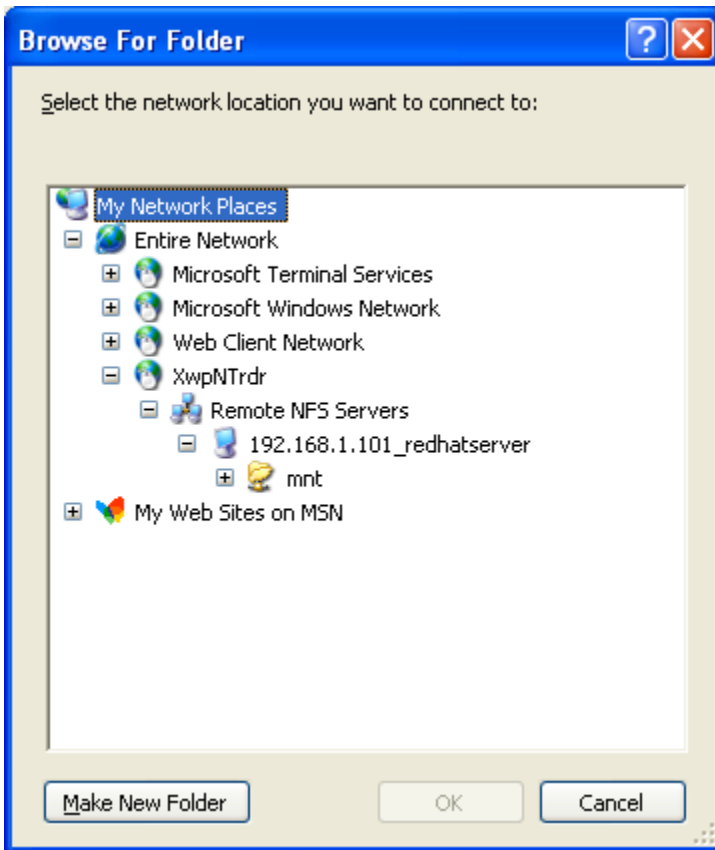 Browse For Folder
Select the network location you want to connect to:
My Network Places
Entire Network
Microsoft Terminal Services
Microsoft Windows Network
Web Client Network
XwpNTrdr
Remote NFS Servers
192.168.1.101_redhatserver
mnt
My Web Sites on MSN
Make New Folder
OK
Cancel